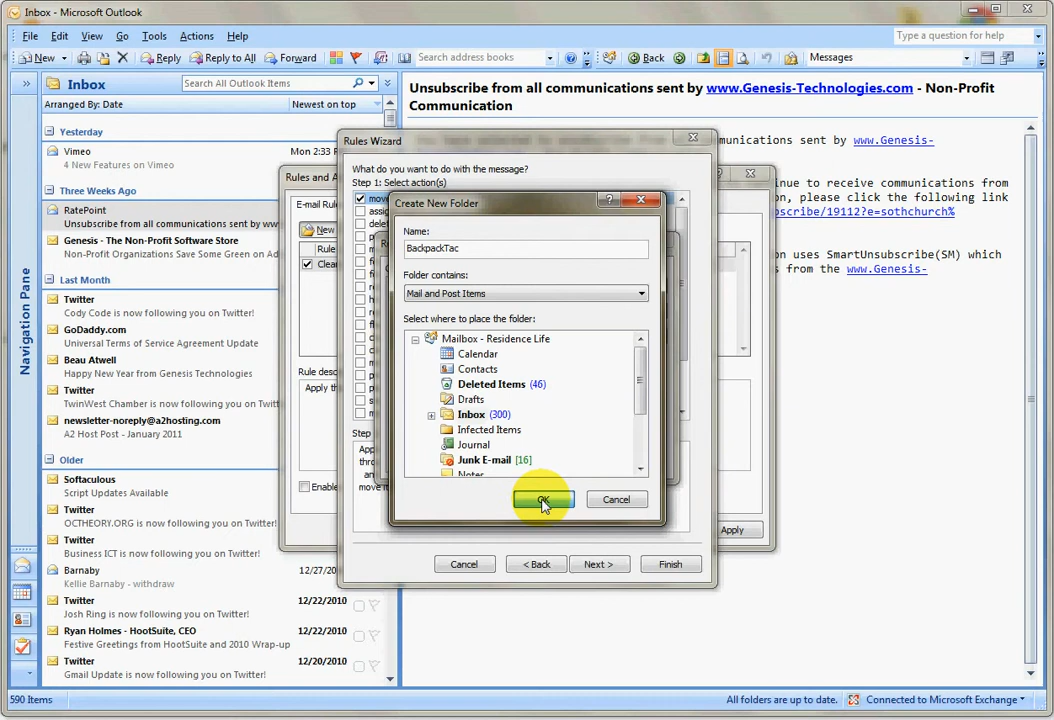 Inbox - Microsoft Outlook
File Edit View Go Tools Actions Help
Type a question for help
New Reply Reply to All Forward Search address books Back Messages
Inbox Search All Outlook Items
Arranged By: Date Newest on top
Yesterday
Vimeo Mon 2:33
4 New Features on Vimeo
Three Weeks Ago
RatePoint
Unsubscribe from all communications sent by www
Genesis - The Non-Profit Software Store
Non-Profit Organizations Save Some Green on
Last Month
Twitter
Cody Code is now following you on Twitter!
GoDaddy.com
Universal Terms of Service Agreement Update
Beau Atwell
Happy New Year from Genesis Technologies
Twitter
TwinWest Chamber is now following you on
newsletter-noreply@a2hosting.com
A2 Host Post - January 2011
Older
Softaculous
Script Updates Available
Twitter
OCTHEORY.ORG is now following you on Twitter!
Twitter
Business ICT is now following you on Twitter!
Barnaby 12/27/20
Kellie Barnaby - withdraw
Twitter 12/22/2010
Josh Ring is now following you on Twitter!
Ryan Holmes - HootSuite, CEO 12/22/2010
Festive Greetings from HootSuite and 2010 Wrap-up
Twitter 12/20/2010
Gmail Update is now following you on Twitter!
Navigation Pane
590 Items
All folders are up to date. Connected to Microsoft Exchange
Unsubscribe from all communications sent by www.Genesis-Technologies.com - Non-Profit
Communication
communications sent by www.Genesis-
continue to receive communications from
please click the following link
scribe/19112?e=sothchurch%
uses SmartUnsubscribe(SM) which
from the www.Genesis-
Rules and
E-mail
New
Rule
Clea
Rule des
Apply th
Enable
Apply
Rules Wizard
What do you want to do with the message?
Step 1: Select action(s)
move
assig
dele
Step
App
thro
an
move it
Cancel < Back Next > Finish
Create New Folder
Name:
BackpackTac
Folder contains:
Mail and Post Items
Select where to place the folder:
Mailbox - Residence Life
Calendar
Contacts
Deleted Items (46)
Drafts
Inbox (300)
Infected Items
Journal
Junk E-mail [16]
Notes
OK Cancel